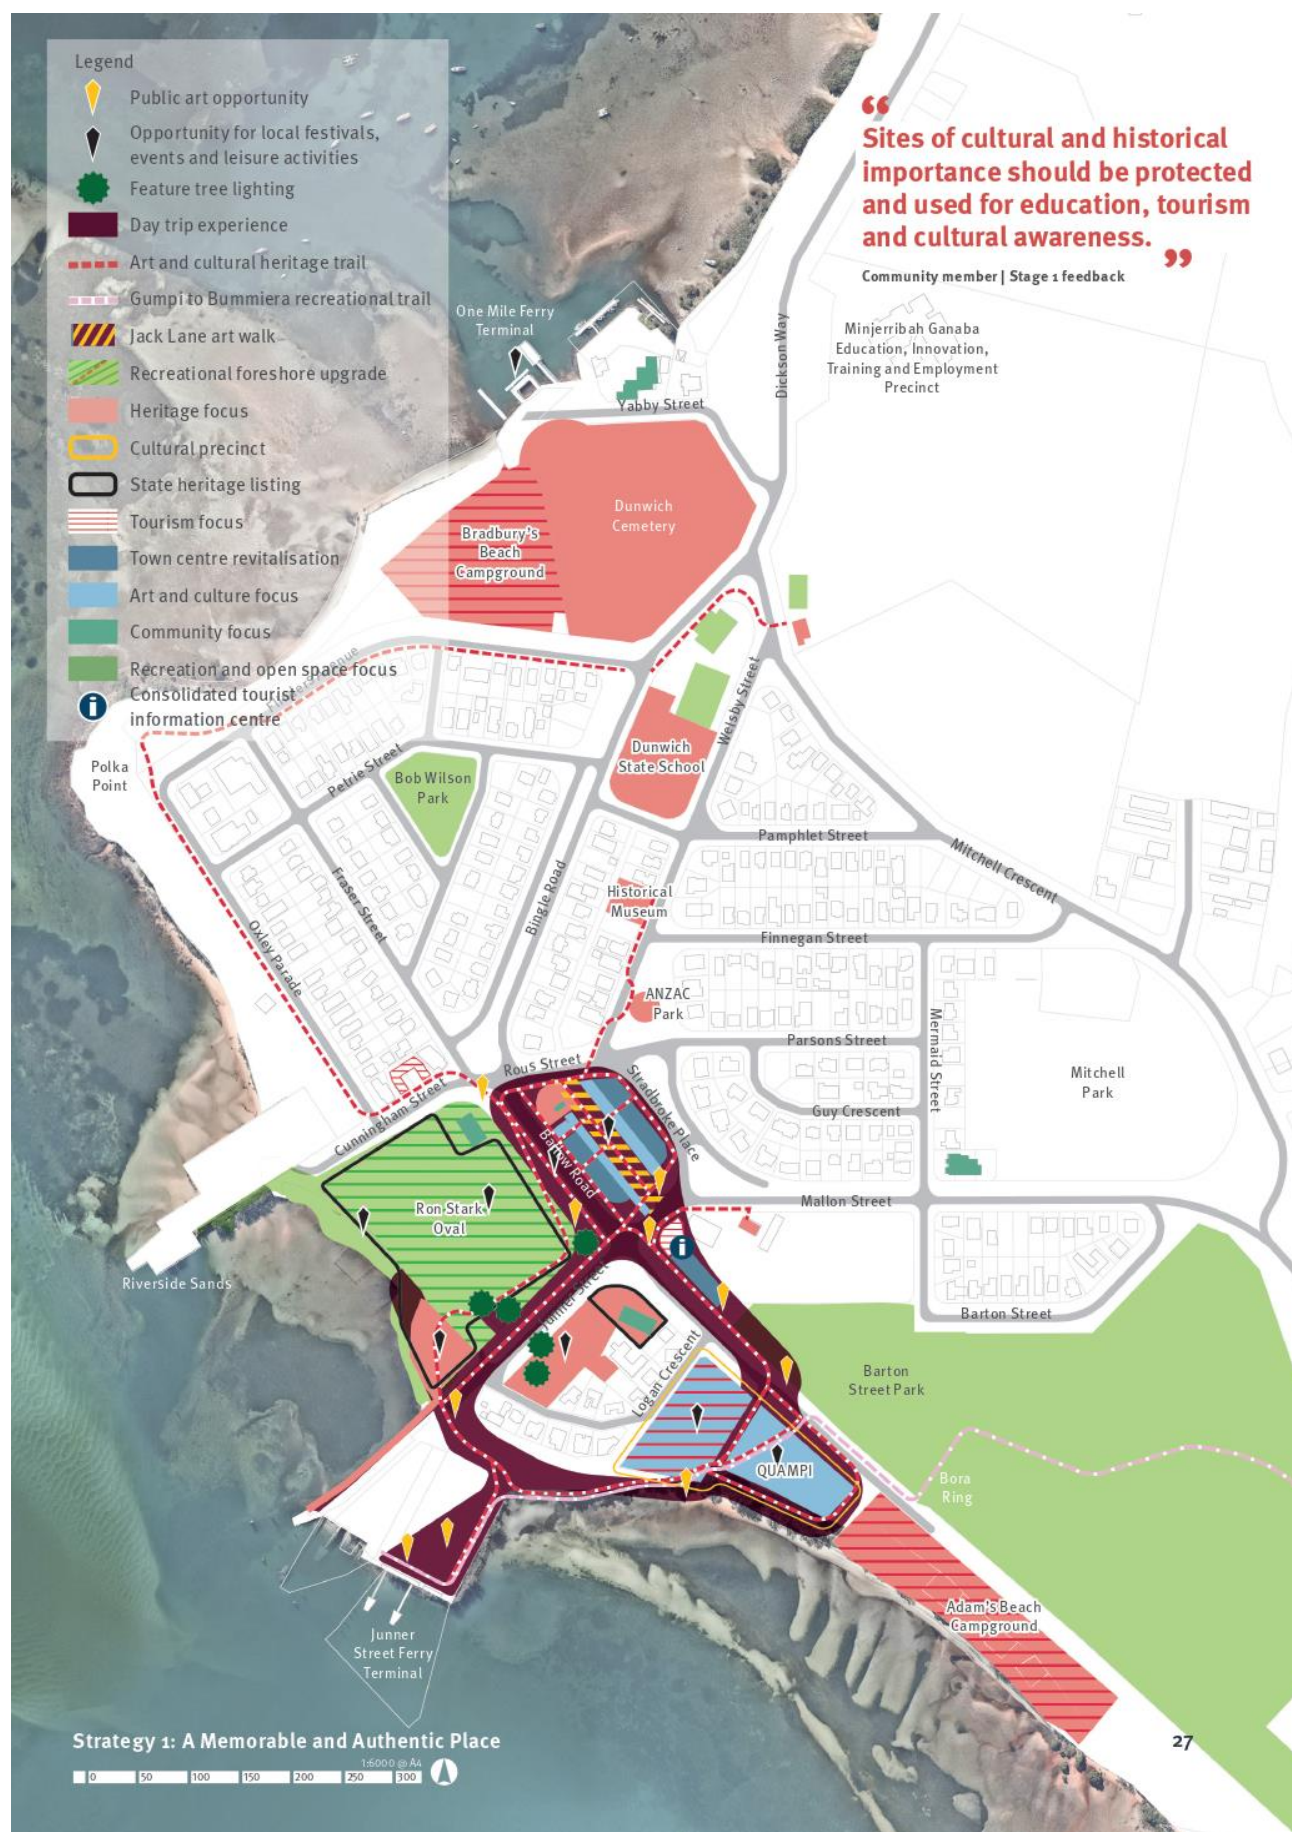 Legend
Public art opportunity
Opportunity for local festivals,
events and leisure activities
Feature tree lighting
Day trip experience
Art and cultural heritage trail
Gumpi to Bummiera recreational trail
Jack Lane art walk
Recreational foreshore upgrade
Heritage focus
Cultural precinct
State heritage listing
Tourism focus
Town centre revitalisation
Art and culture focus
Community focus
Recreation and open space focus
Consolidated tourist
information centre
i
“
Sites of cultural and historical
importance should be protected
and used for education, tourism
and cultural awareness.
”
Community member | Stage 1 feedback
Minjerribah Ganaba
Education, Innovation,
Training and Employment
Precinct
One Mile Ferry
Terminal
Dickson Way
Yabby Street
Dunwich
Cemetery
Bradbury's
Beach
Campground
Welsby Street
Dunwich
State School
Polka
Point
Petrie Street
Bob Wilson
Park
Pamphlet Street
Mitchell Crescent
Fraser Street
Bingle Road
Historical
Museum
Oxley Parade
Finnegan Street
ANZAC
Park
Parsons Street
Mermaid Street
Mitchell
Park
Rous Street
Stradbroke Place
Guy Crescent
Cunningham Street
Ballow Road
Mallon Street
Ron Stark
Oval
i
Riverside Sands
Junner Street
Barton Street
Logan Crescent
Barton
Street Park
QUAMPI
Bora
Ring
Adam's Beach
Campground
Junner
Street Ferry
Terminal
Strategy 1: A Memorable and Authentic Place
27
1:6000 @ A4
0 50 100 150 200 250 300